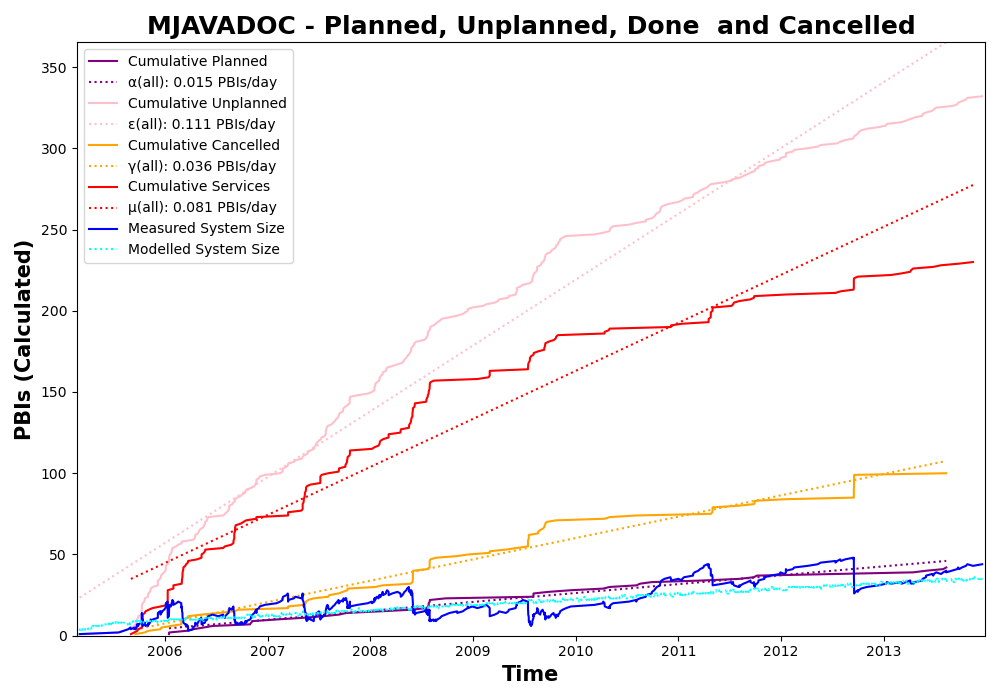 MJAVADOC - Planned, Unplanned, Done  and Cancelled
Cumulative Planned
α(all): 0.015 PBIs/day
Cumulative Unplanned
ε(all): 0.111 PBIs/day
Cumulative Cancelled
γ(all): 0.036 PBIs/day
Cumulative Services
μ(all): 0.081 PBIs/day
Measured System Size
Modelled System Size
PBIs (Calculated)
350
300
250
200
150
100
50
0
2006 2007 2008 2009 2010 2011 2012 2013
Time